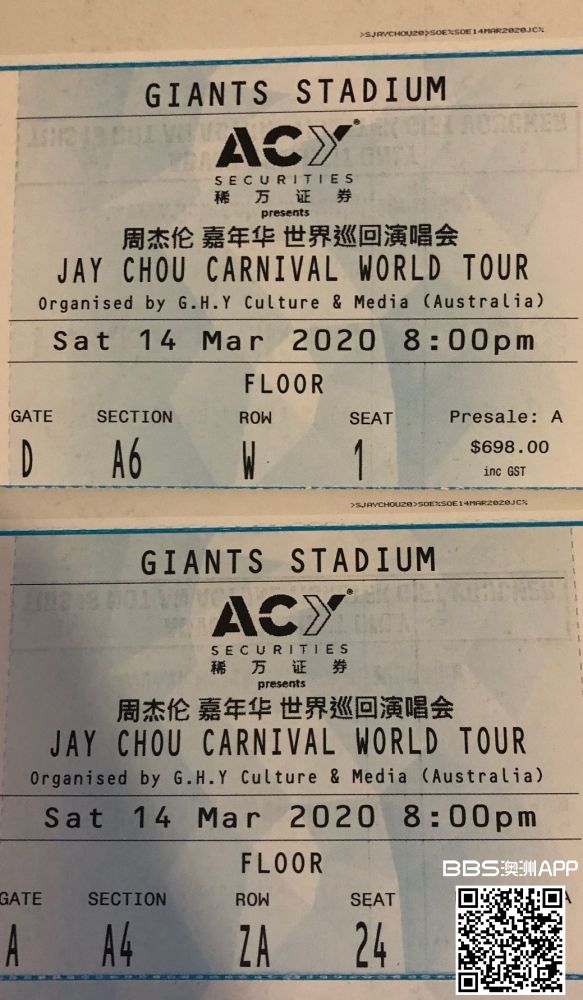 >SJAYCHOU20>SOE%SOE14MAR2020JC%
GIANTS STADIUM
ACY®
SECURITIES
稀万证券
presents
周杰伦 嘉年华 世界巡回演唱会
JAY CHOU CARNIVAL WORLD TOUR
Organised by G.H.Y Culture & Media (Australia)
Sat 14 Mar 2020 8:00pm
FLOOR
GATE SECTION ROW SEAT Presale: A
D A6 W 1 $698.00
inc GST
>SJAYCHOU20>SOE%SOE14MAR2020JC%
GIANTS STADIUM
ACY®
SECURITIES
稀万证券
presents
周杰伦 嘉年华 世界巡回演唱会
JAY CHOU CARNIVAL WORLD TOUR
Organised by G.H.Y Culture & Media (Australia)
Sat 14 Mar 2020 8:00pm
FLOOR
BBS澳洲APP
GATE SECTION ROW SEAT A
A A4 ZA 24